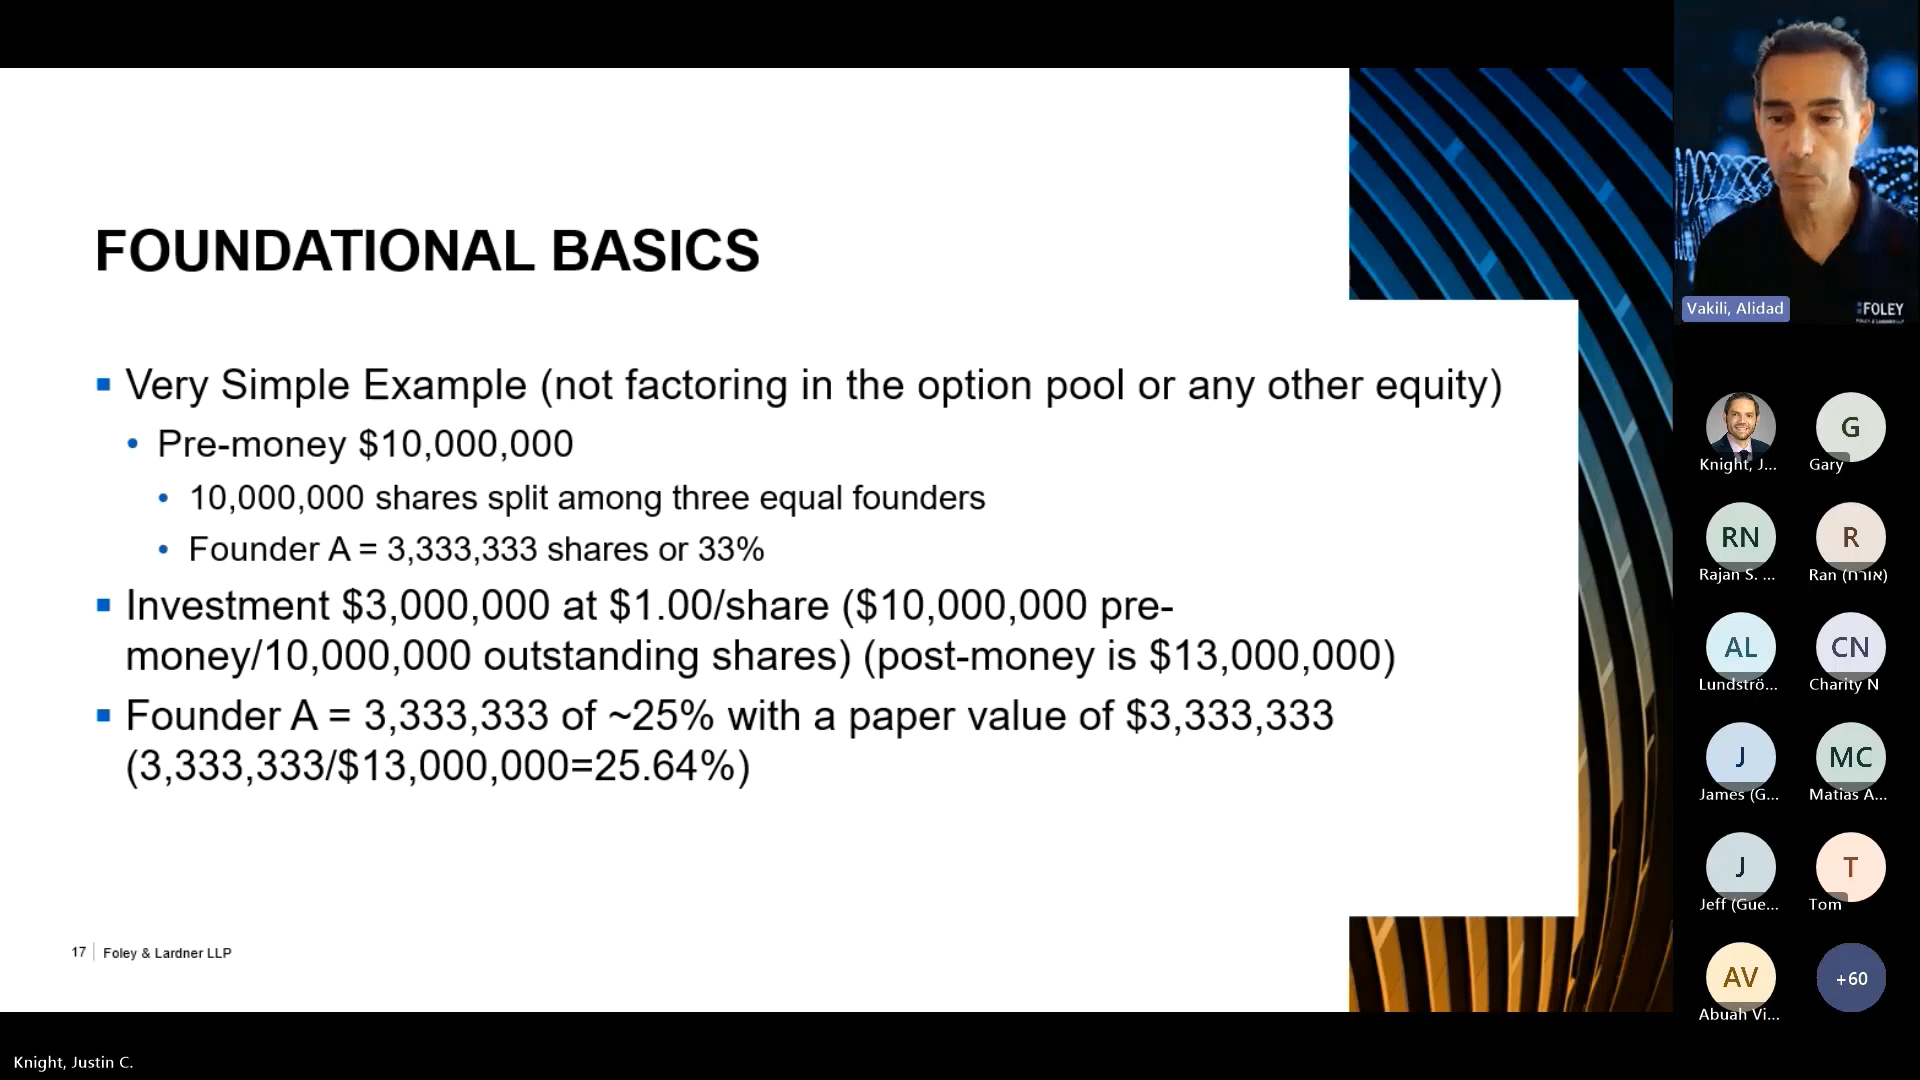 FOUNDATIONAL BASICS
Very Simple Example (not factoring in the option pool or any other equity)
Pre-money $10,000,000
10,000,000 shares split among three equal founders
Founder A = 3,333,333 shares or 33%
Investment $3,000,000 at $1.00/share ($10,000,000 pre-
money/10,000,000 outstanding shares) (post-money is $13,000,000)
Founder A = 3,333,333 of ~25% with a paper value of $3,333,333
(3,333,333/$13,000,000=25.64%)
17 Foley & Lardner LLP
Knight, Justin C.
Vakili, Alidad
FOLEY
FOLEY & LARDNER LLP
Knight, J...
G
Gary
RN
Rajan S. ...
R
Ran (אורח)
AL
Lundströ...
CN
Charity N
J
James (G...
MC
Matias A...
J
Jeff (Gue...
T
Tom
AV
Abuah Vi...
+60